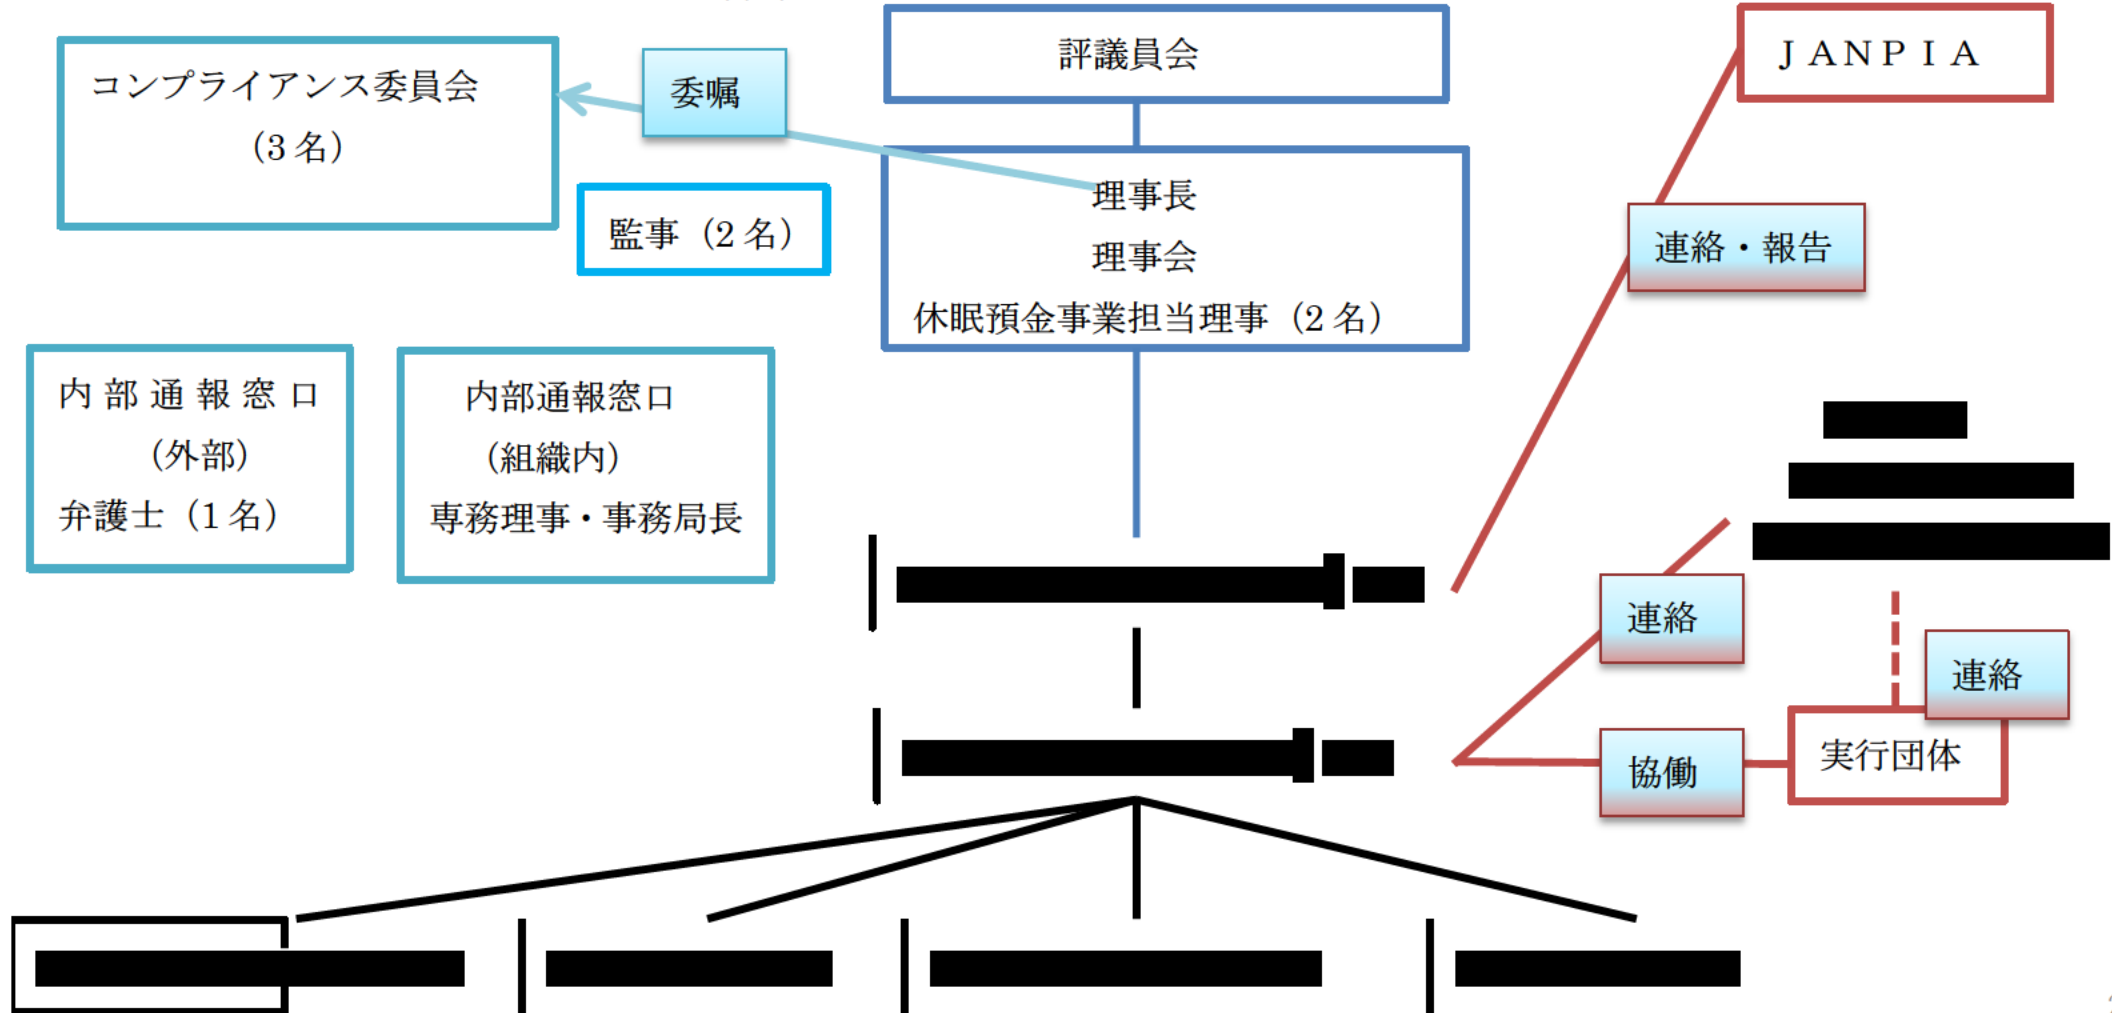 評議員会
ＪＡＮＰＩＡ
コンプライアンス委員会
（3名）
委嘱
監事（2名）
理事長
理事会
休眠預金事業担当理事（2名）
連絡・報告
内部通報窓口
（外部）
弁護士（1名）
内部通報窓口
（組織内）
専務理事・事務局長
連絡
連絡
協働
実行団体